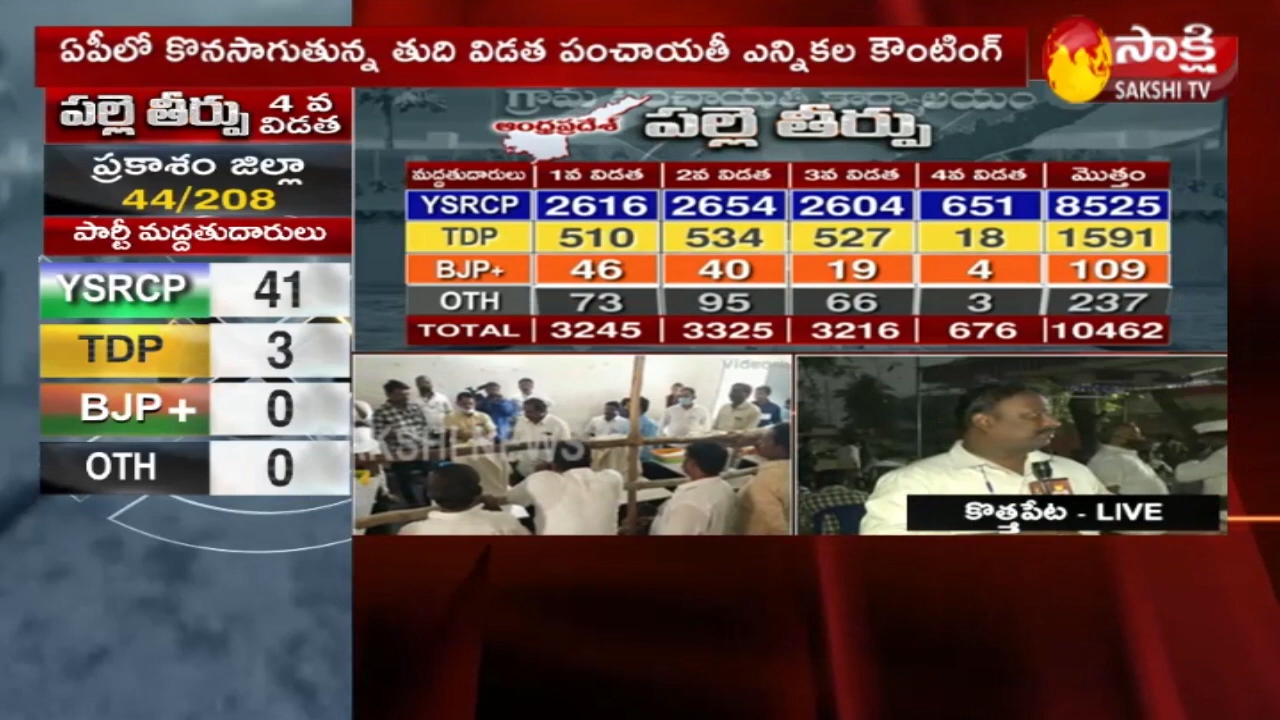 ఏపీలో కొనసాగుతున్న తుది విడత పంచాయతీ ఎన్నికల కౌంటింగ్
సాక్షి
SAKSHI TV
పల్లె తీర్పు 4 వ విడత
ప్రకాశం జిల్లా
44/208
పార్టీ మద్దతుదారులు
YSRCP 41
TDP 3
BJP+ 0
OTH 0
గ్రామ పంచాయతీ కార్యాలయం
ఆంధ్రప్రదేశ్ పల్లె తీర్పు
మద్దతుదారులు 1వ విడత 2వ విడత 3వ విడత 4వ విడత మొత్తం
YSRCP 2616 2654 2604 651 8525
TDP 510 534 527 18 1591
BJP+ 46 40 19 4 109
OTH 73 95 66 3 237
TOTAL 3245 3325 3216 676 10462
కొత్తపేట - LIVE